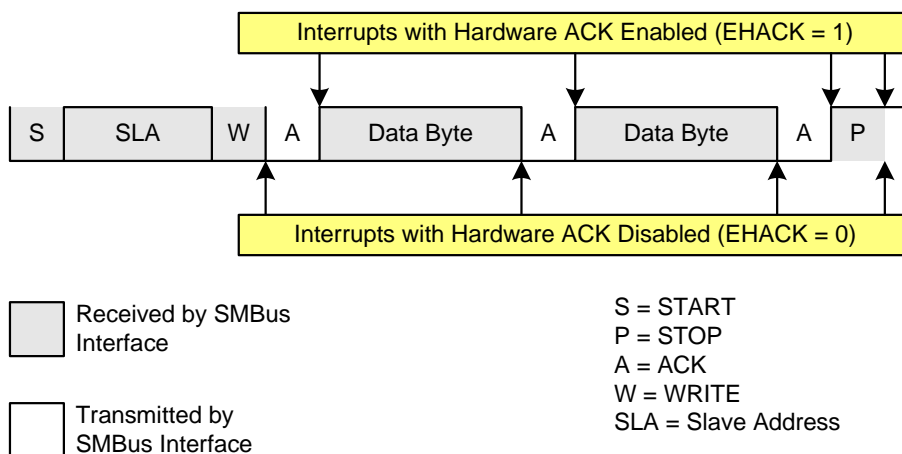 Interrupts with Hardware ACK Enabled (EHACK = 1)
S SLA W A Data Byte A Data Byte A P
Interrupts with Hardware ACK Disabled (EHACK = 0)
Received by SMBus
Interface
Transmitted by
SMBus Interface
S = START
P = STOP
A = ACK
W = WRITE
SLA = Slave Address